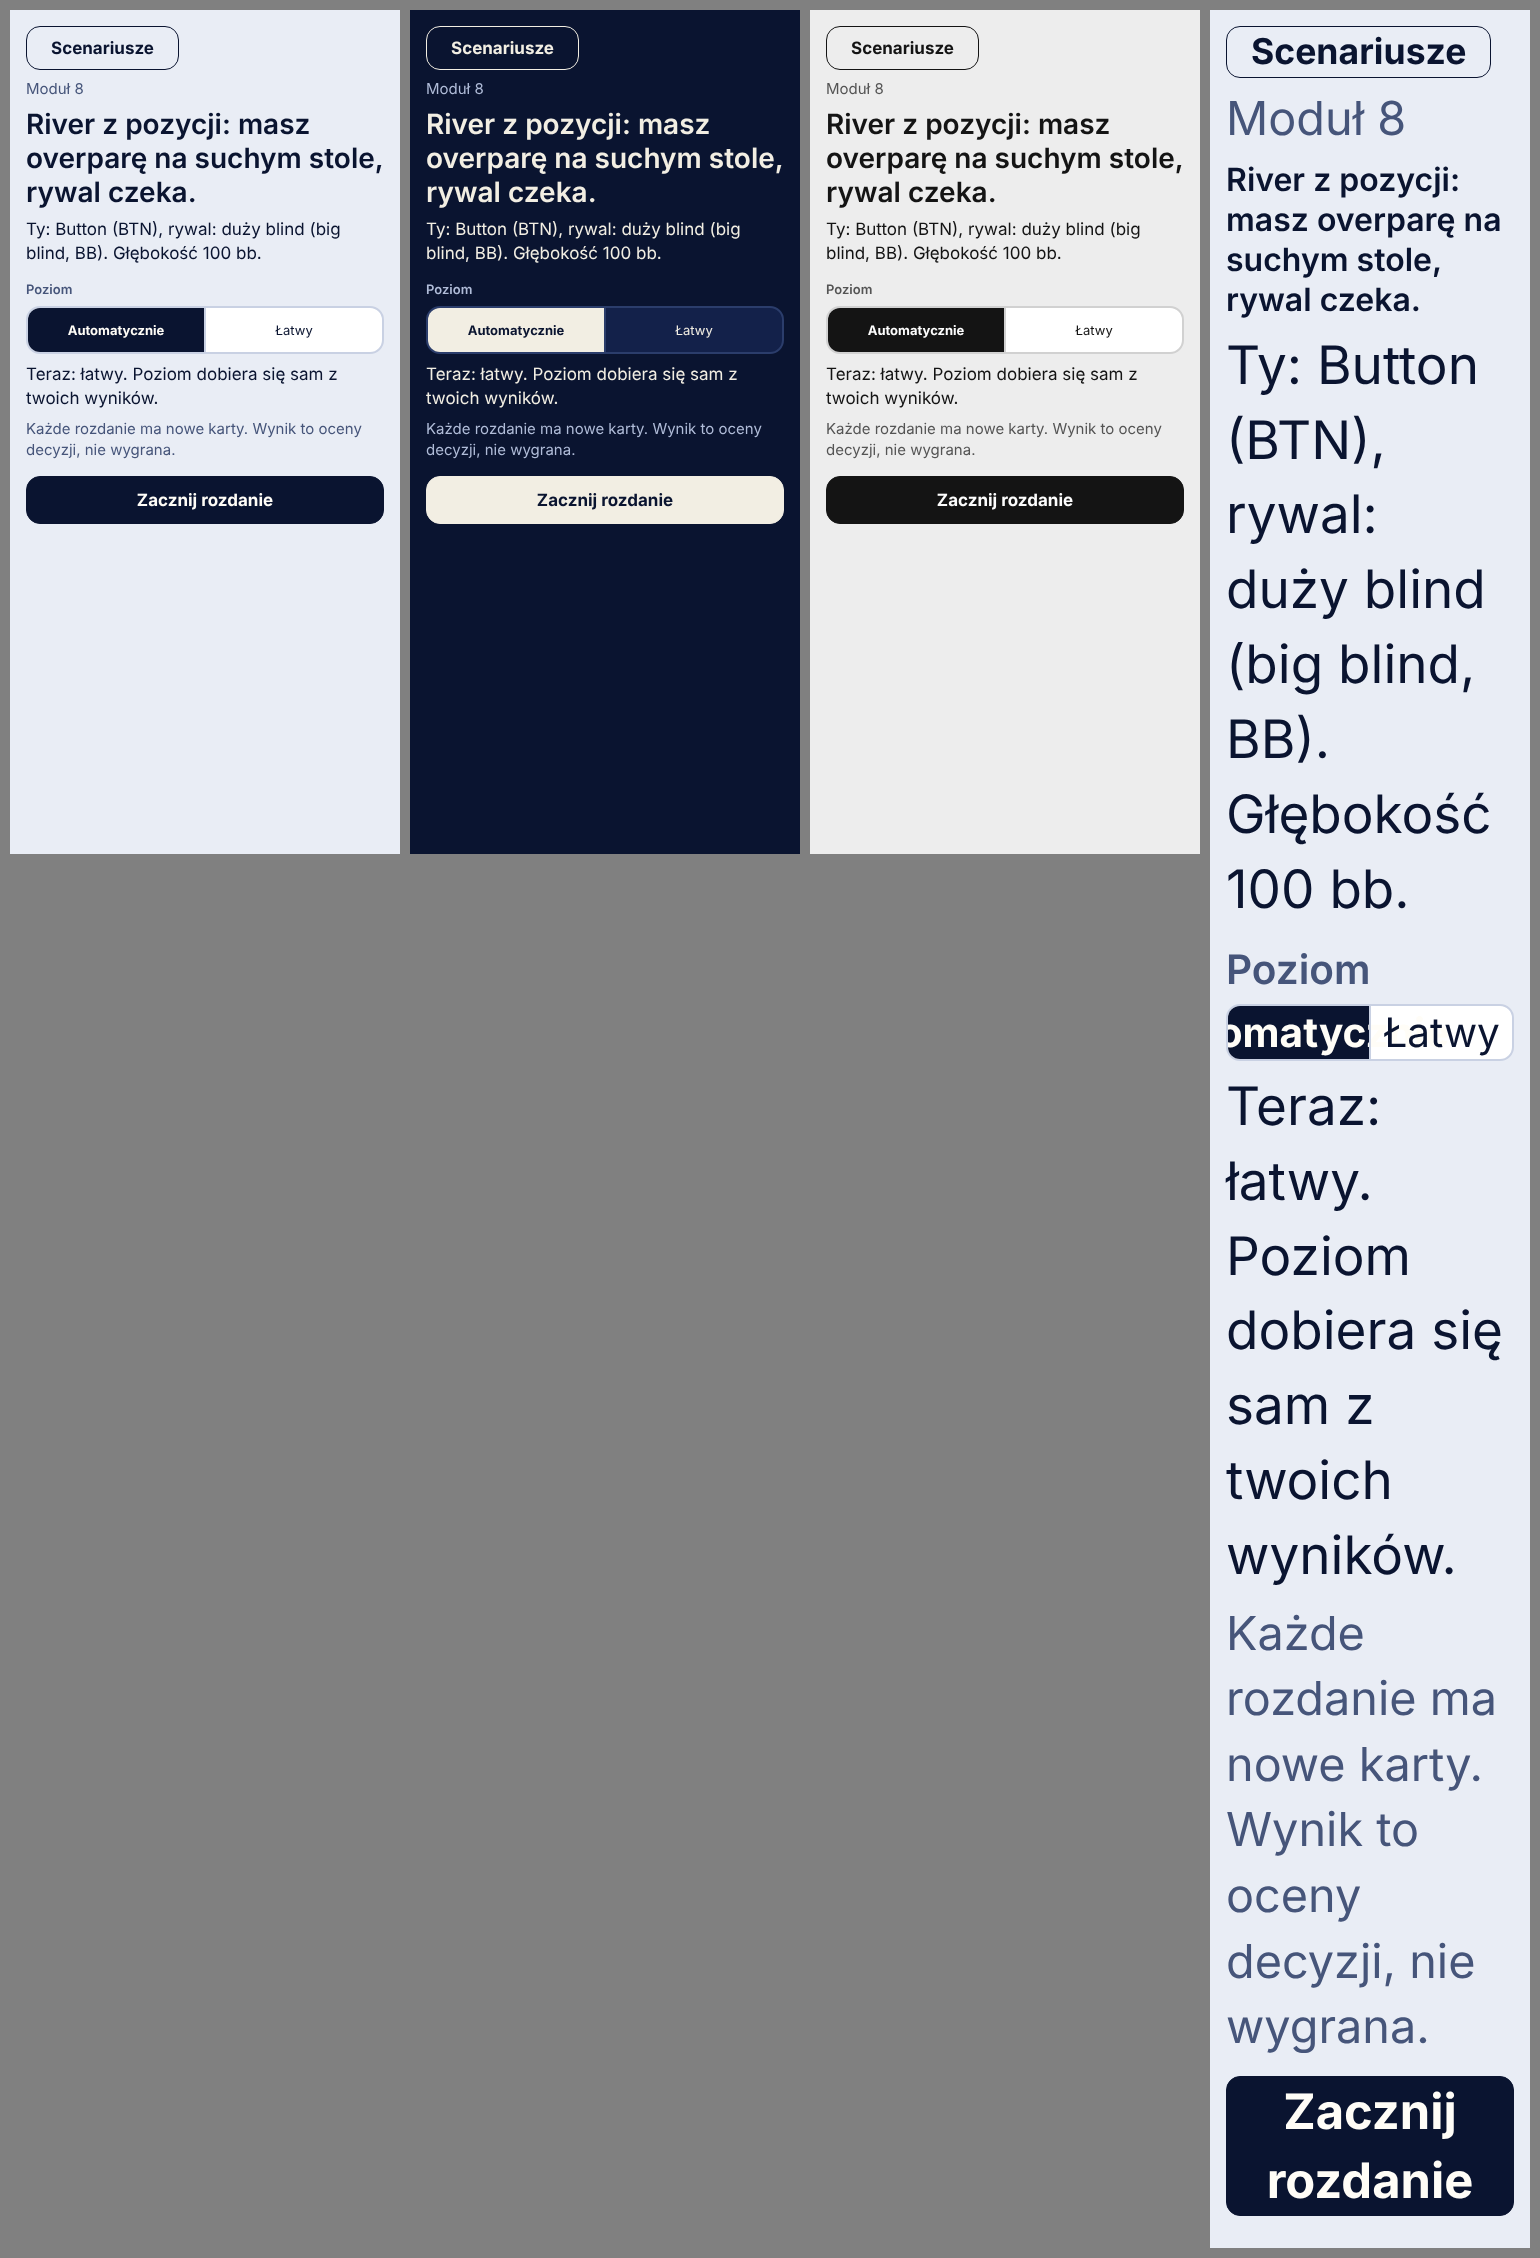 Scenariusze
Moduł 8
River z pozycji: masz
overparę na suchym stole,
rywal czeka.
Ty: Button (BTN), rywal: duży blind (big
blind, BB). Głębokość 100 bb.
Poziom
Automatycznie
Łatwy
Teraz: łatwy. Poziom dobiera się sam z
twoich wyników.
Każde rozdanie ma nowe karty. Wynik to oceny
decyzji, nie wygrana.
Zacznij rozdanie
Scenariusze
Moduł 8
River z pozycji: masz
overparę na suchym stole,
rywal czeka.
Ty: Button (BTN), rywal: duży blind (big
blind, BB). Głębokość 100 bb.
Poziom
Automatycznie
Łatwy
Teraz: łatwy. Poziom dobiera się sam z
twoich wyników.
Każde rozdanie ma nowe karty. Wynik to oceny
decyzji, nie wygrana.
Zacznij rozdanie
Scenariusze
Moduł 8
River z pozycji: masz
overparę na suchym stole,
rywal czeka.
Ty: Button (BTN), rywal: duży blind (big
blind, BB). Głębokość 100 bb.
Poziom
Automatycznie
Łatwy
Teraz: łatwy. Poziom dobiera się sam z
twoich wyników.
Każde rozdanie ma nowe karty. Wynik to oceny
decyzji, nie wygrana.
Zacznij rozdanie
Scenariusze
Moduł 8
River z pozycji:
masz overparę na
suchym stole,
rywal czeka.
Ty: Button
(BTN),
rywal:
duży blind
(big blind,
BB).
Głębokość
100 bb.
Poziom
omatycz
Łatwy
Teraz:
łatwy.
Poziom
dobiera się
sam z
twoich
wyników.
Każde
rozdanie ma
nowe karty.
Wynik to
oceny
decyzji, nie
wygrana.
Zacznij
rozdanie